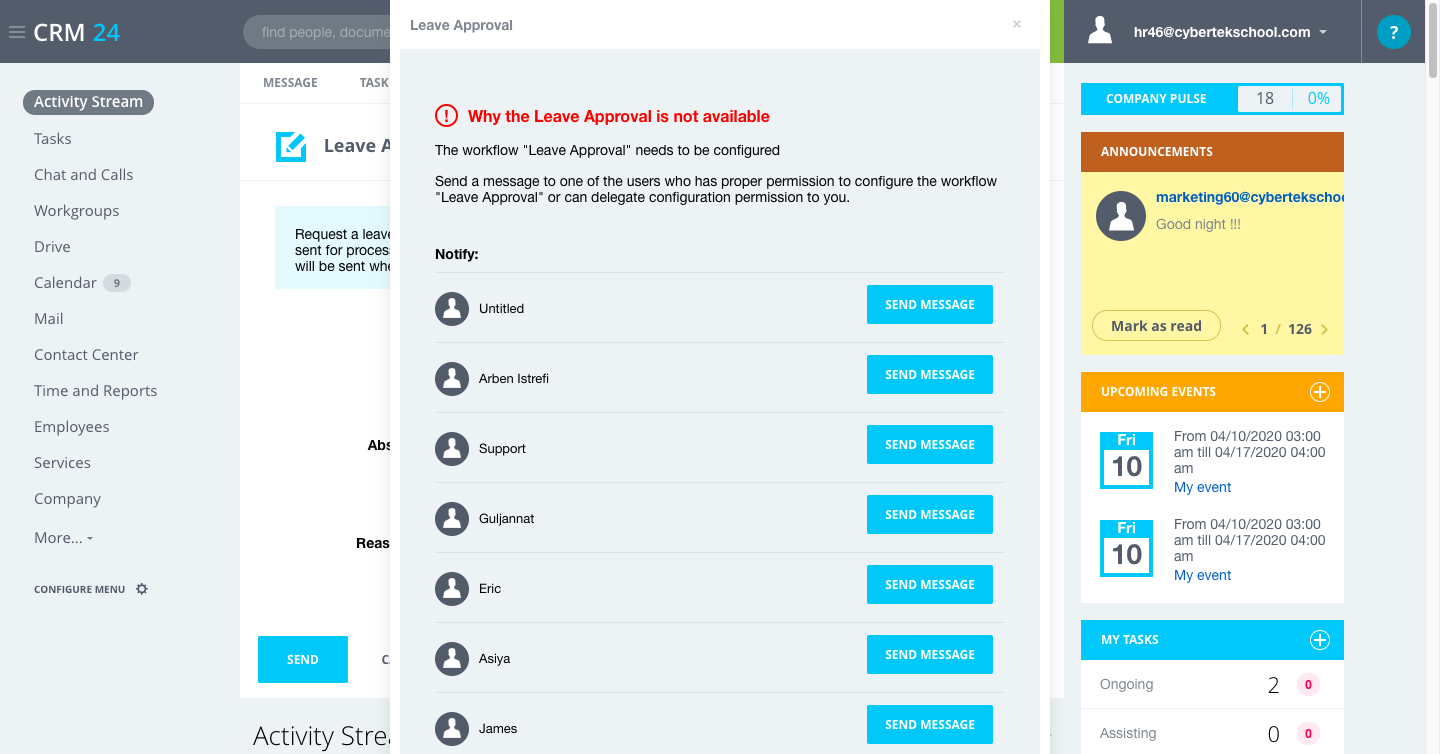 CRM 24
find people, docume
Leave Approval
×
hr46@cybertekschool.com
?
Activity Stream
Tasks
Chat and Calls
Workgroups
Drive
Calendar 9
Mail
Contact Center
Time and Reports
Employees
Services
Company
More...
CONFIGURE MENU
MESSAGE TASK
Leave A
Request a leave
sent for process
will be sent whe
Abs
Reas
SEND
Activity Strea
Why the Leave Approval is not available
The workflow "Leave Approval" needs to be configured
Send a message to one of the users who has proper permission to configure the workflow
"Leave Approval" or can delegate configuration permission to you.
Notify:
Untitled SEND MESSAGE
Arben Istrefi SEND MESSAGE
Support SEND MESSAGE
Guljannat SEND MESSAGE
Eric SEND MESSAGE
Asiya SEND MESSAGE
James SEND MESSAGE
COMPANY PULSE 18 0%
ANNOUNCEMENTS
marketing60@cybertekschoo
Good night !!!
Mark as read 1 / 126
UPCOMING EVENTS
Fri
10
From 04/10/2020 03:00
am till 04/17/2020 04:00
am
My event
Fri
10
From 04/10/2020 03:00
am till 04/17/2020 04:00
am
My event
MY TASKS
Ongoing 2 0
Assisting 0 0